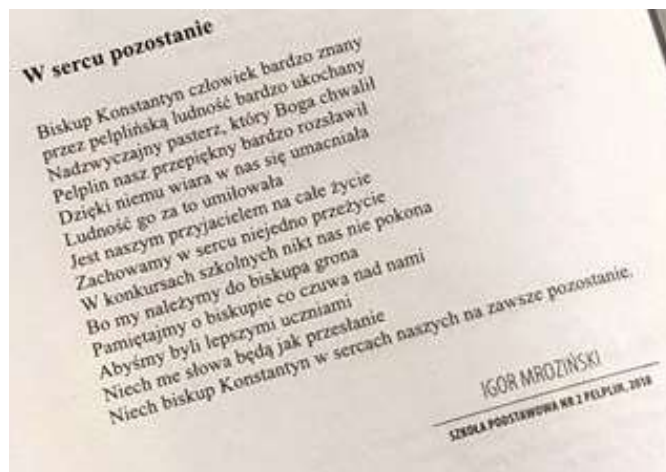 W sercu pozostanie
Biskup Konstantyn człowiek bardzo znany
przez pelplińską ludność bardzo ukochany
Nadzwyczajny pasterz, który Boga chwalił
Pelplin nasz przepiękny bardzo rozsławił
Dzięki niemu wiara w nas się umacniała
Ludność go za to umiłowała
Jest naszym przyjacielem na całe życie
Zachowamy w sercu niejedno przeżycie
W konkursach szkolnych nikt nas nie pokona
Bo my należymy do biskupa grona
Pamiętajmy o biskupie co czuwa nad nami
Abyśmy byli lepszymi uczniami
Niech me słowa będą jak przesłanie
Niech biskup Konstantyn w sercach naszych na zawsze pozostanie.
IGOR MROZIŃSKI
SZKOŁA PODSTAWOWA NR 2 PELPLIN, 2018